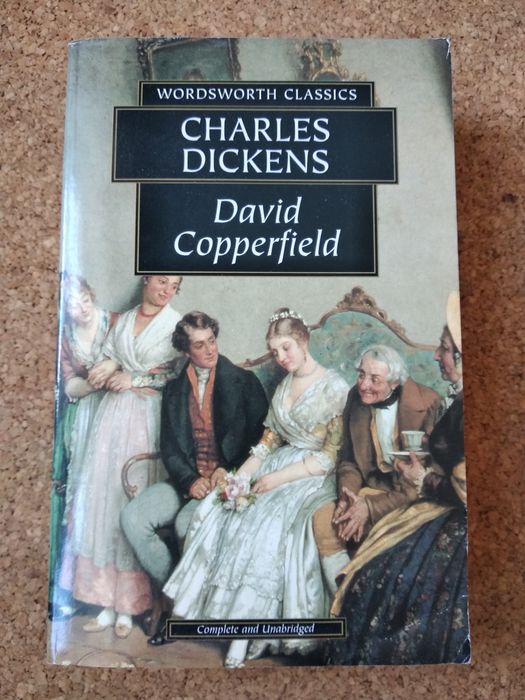 WORDSWORTH CLASSICS
CHARLES
DICKENS
David
Copperfield
Complete and Unabridged